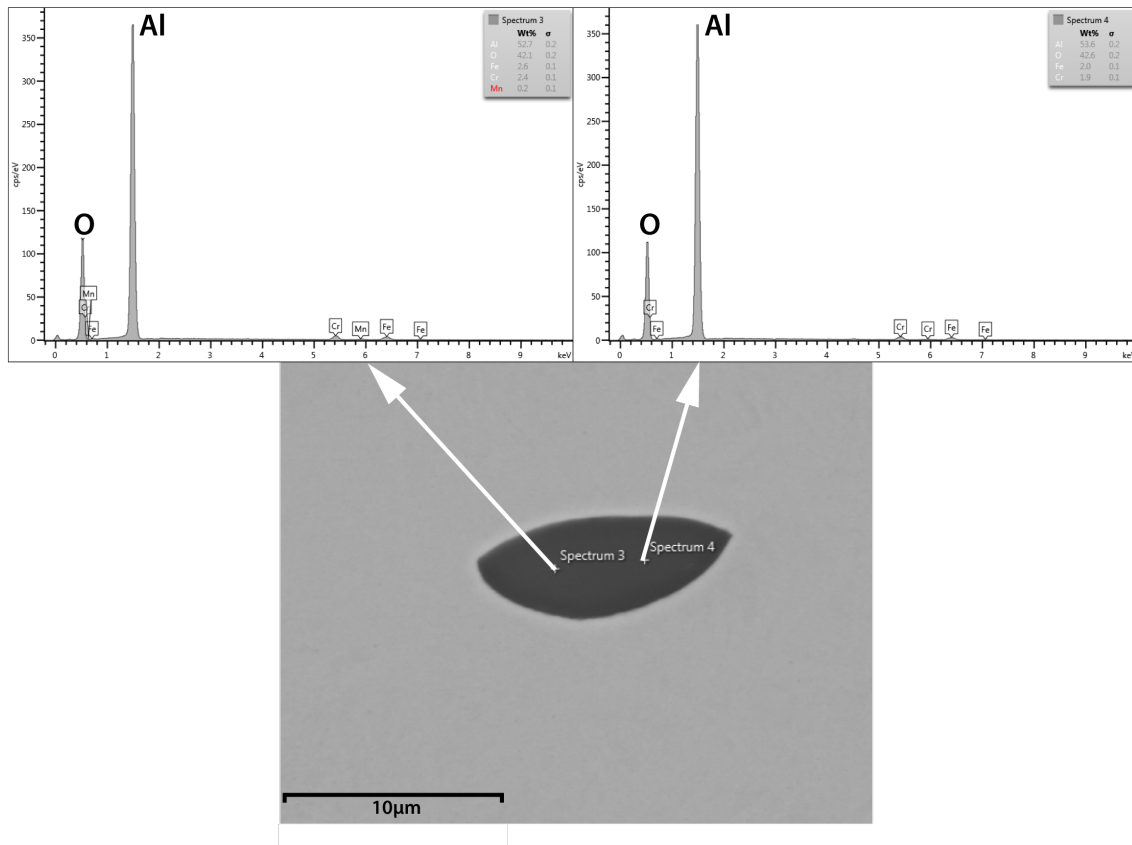 Al
Spectrum 3
Wt% σ
Al 52.7 0.2
O 42.1 0.2
Fe 2.6 0.1
Cr 2.4 0.1
Mn 0.2 0.1
350
300
250
200
150
100
50
0
cps/eV
O
Mn
Cr
Fe
Cr
Mn
Fe
Fe
0 1 2 3 4 5 6 7 8 9 keV
Al
Spectrum 4
Wt% σ
Al 53.6 0.2
O 42.6 0.2
Fe 2.0 0.1
Cr 1.9 0.1
350
300
250
200
150
100
50
0
cps/eV
O
Cr
Fe
Cr
Cr
Fe
Fe
0 1 2 3 4 5 6 7 8 9 keV
Spectrum 3
Spectrum 4
10µm